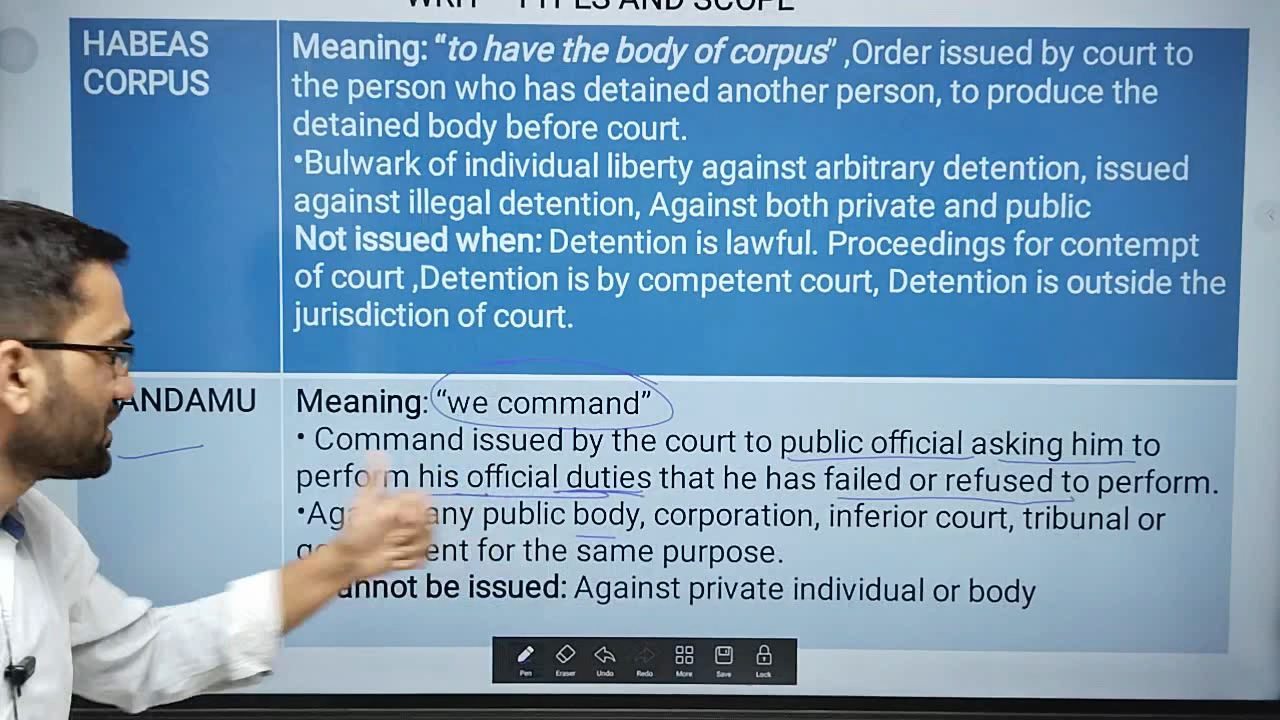 WRIT - TYPES AND SCOPE
HABEAS
CORPUS
Meaning: “to have the body of corpus” ,Order issued by court to
the person who has detained another person, to produce the
detained body before court.
•Bulwark of individual liberty against arbitrary detention, issued
against illegal detention, Against both private and public
Not issued when: Detention is lawful. Proceedings for contempt
of court ,Detention is by competent court, Detention is outside the
jurisdiction of court.
ANDAMU
Meaning: “we command”
• Command issued by the court to public official asking him to
perform his official duties that he has failed or refused to perform.
•Ag any public body, corporation, inferior court, tribunal or
ent for the same purpose.
annot be issued: Against private individual or body
Pen Eraser Undo Redo More Save Lock